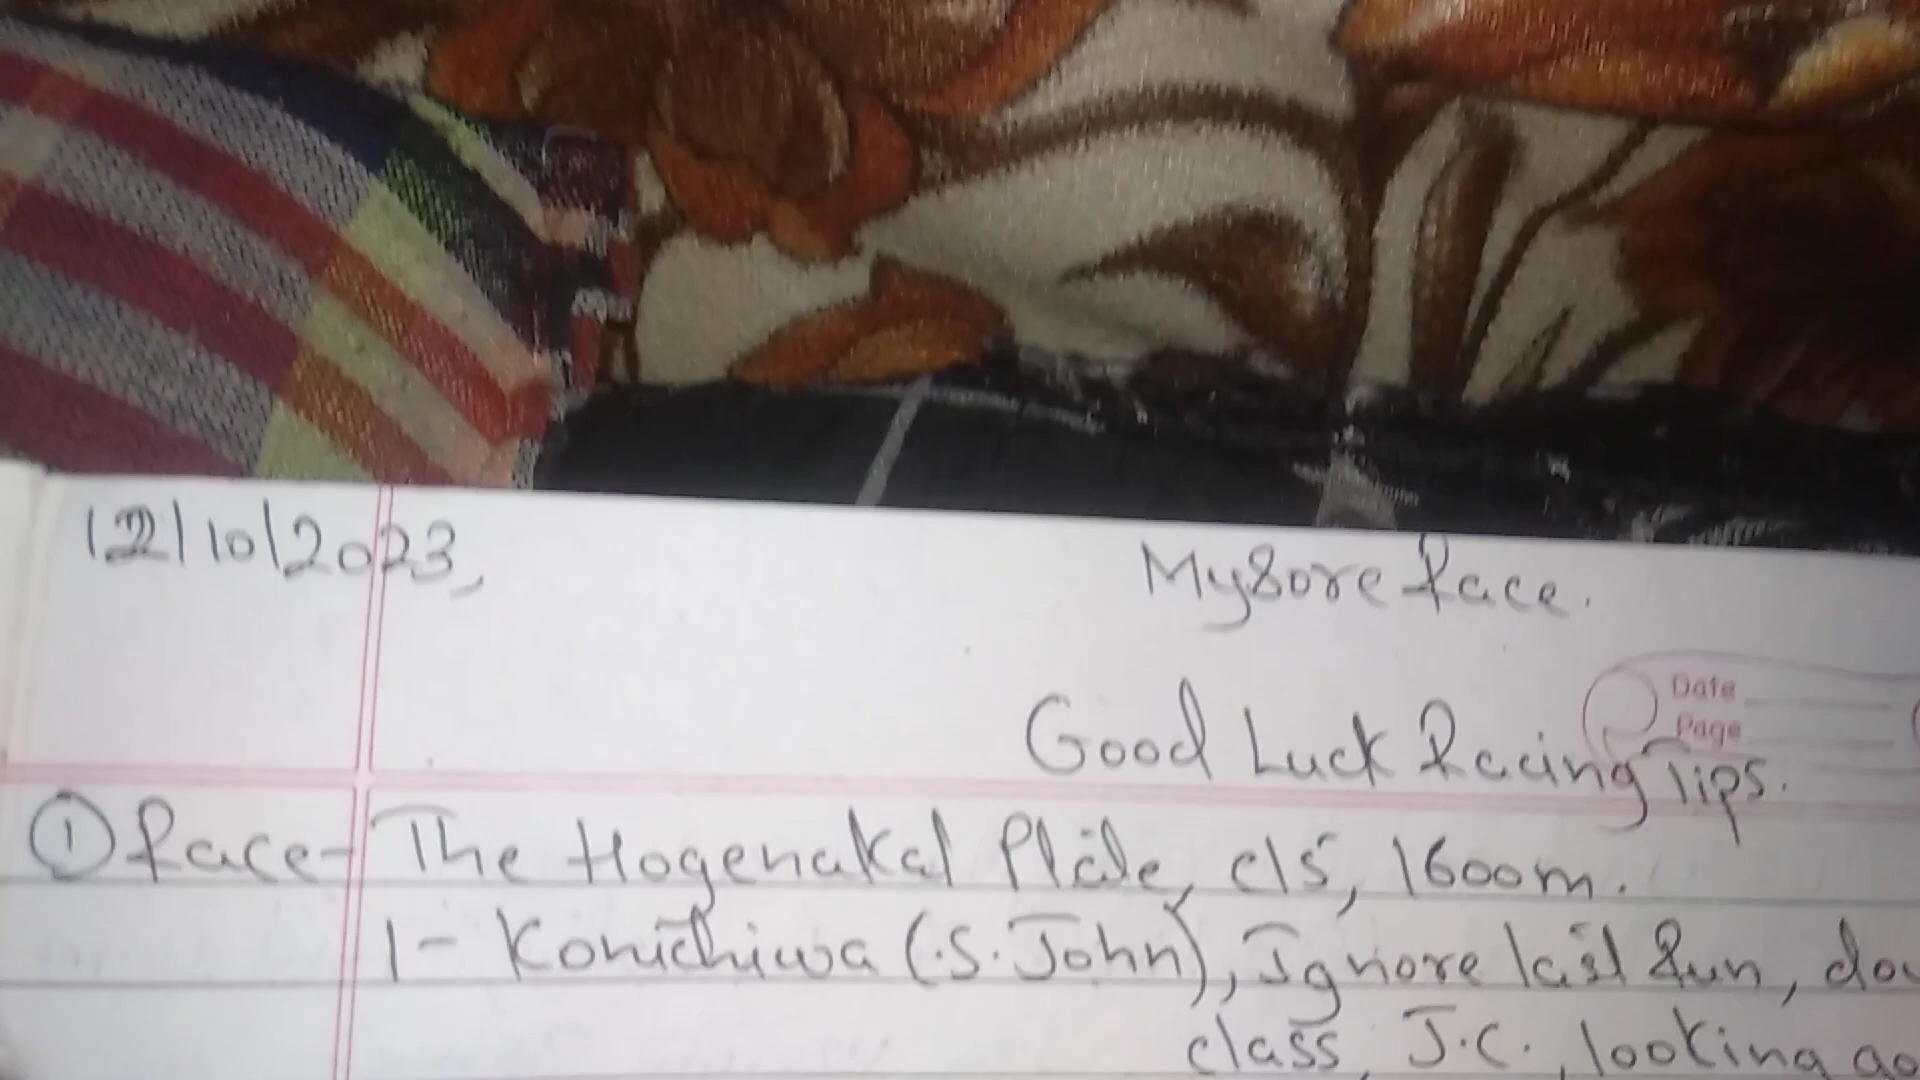 12/10/2023,
Mysore Race.
Date
Page
Good Luck Racing Tips.
① Race- The Hogenakal Plate, cl5, 1600m.
1- Konichiwa (S. John), Ignore last Run,
class, J.C. looking